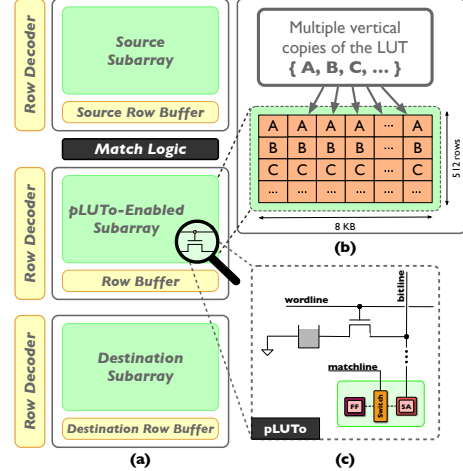 (a)
Row Decoder
Source
Subarray
Source Row Buffer
Match Logic
Row Decoder
pLUTo-Enabled
Subarray
Row Buffer
Row Decoder
Destination
Subarray
Destination Row Buffer
(a)
Multiple vertical
copies of the LUT
{ A, B, C, ... }
A A A A ... A
B B B B ... B
C C C C ... C
... ... ... ... ... ...
512 rows
8 KB
(b)
wordline
bitline
matchline
FF
Switch
SA
pLUTo
(c)